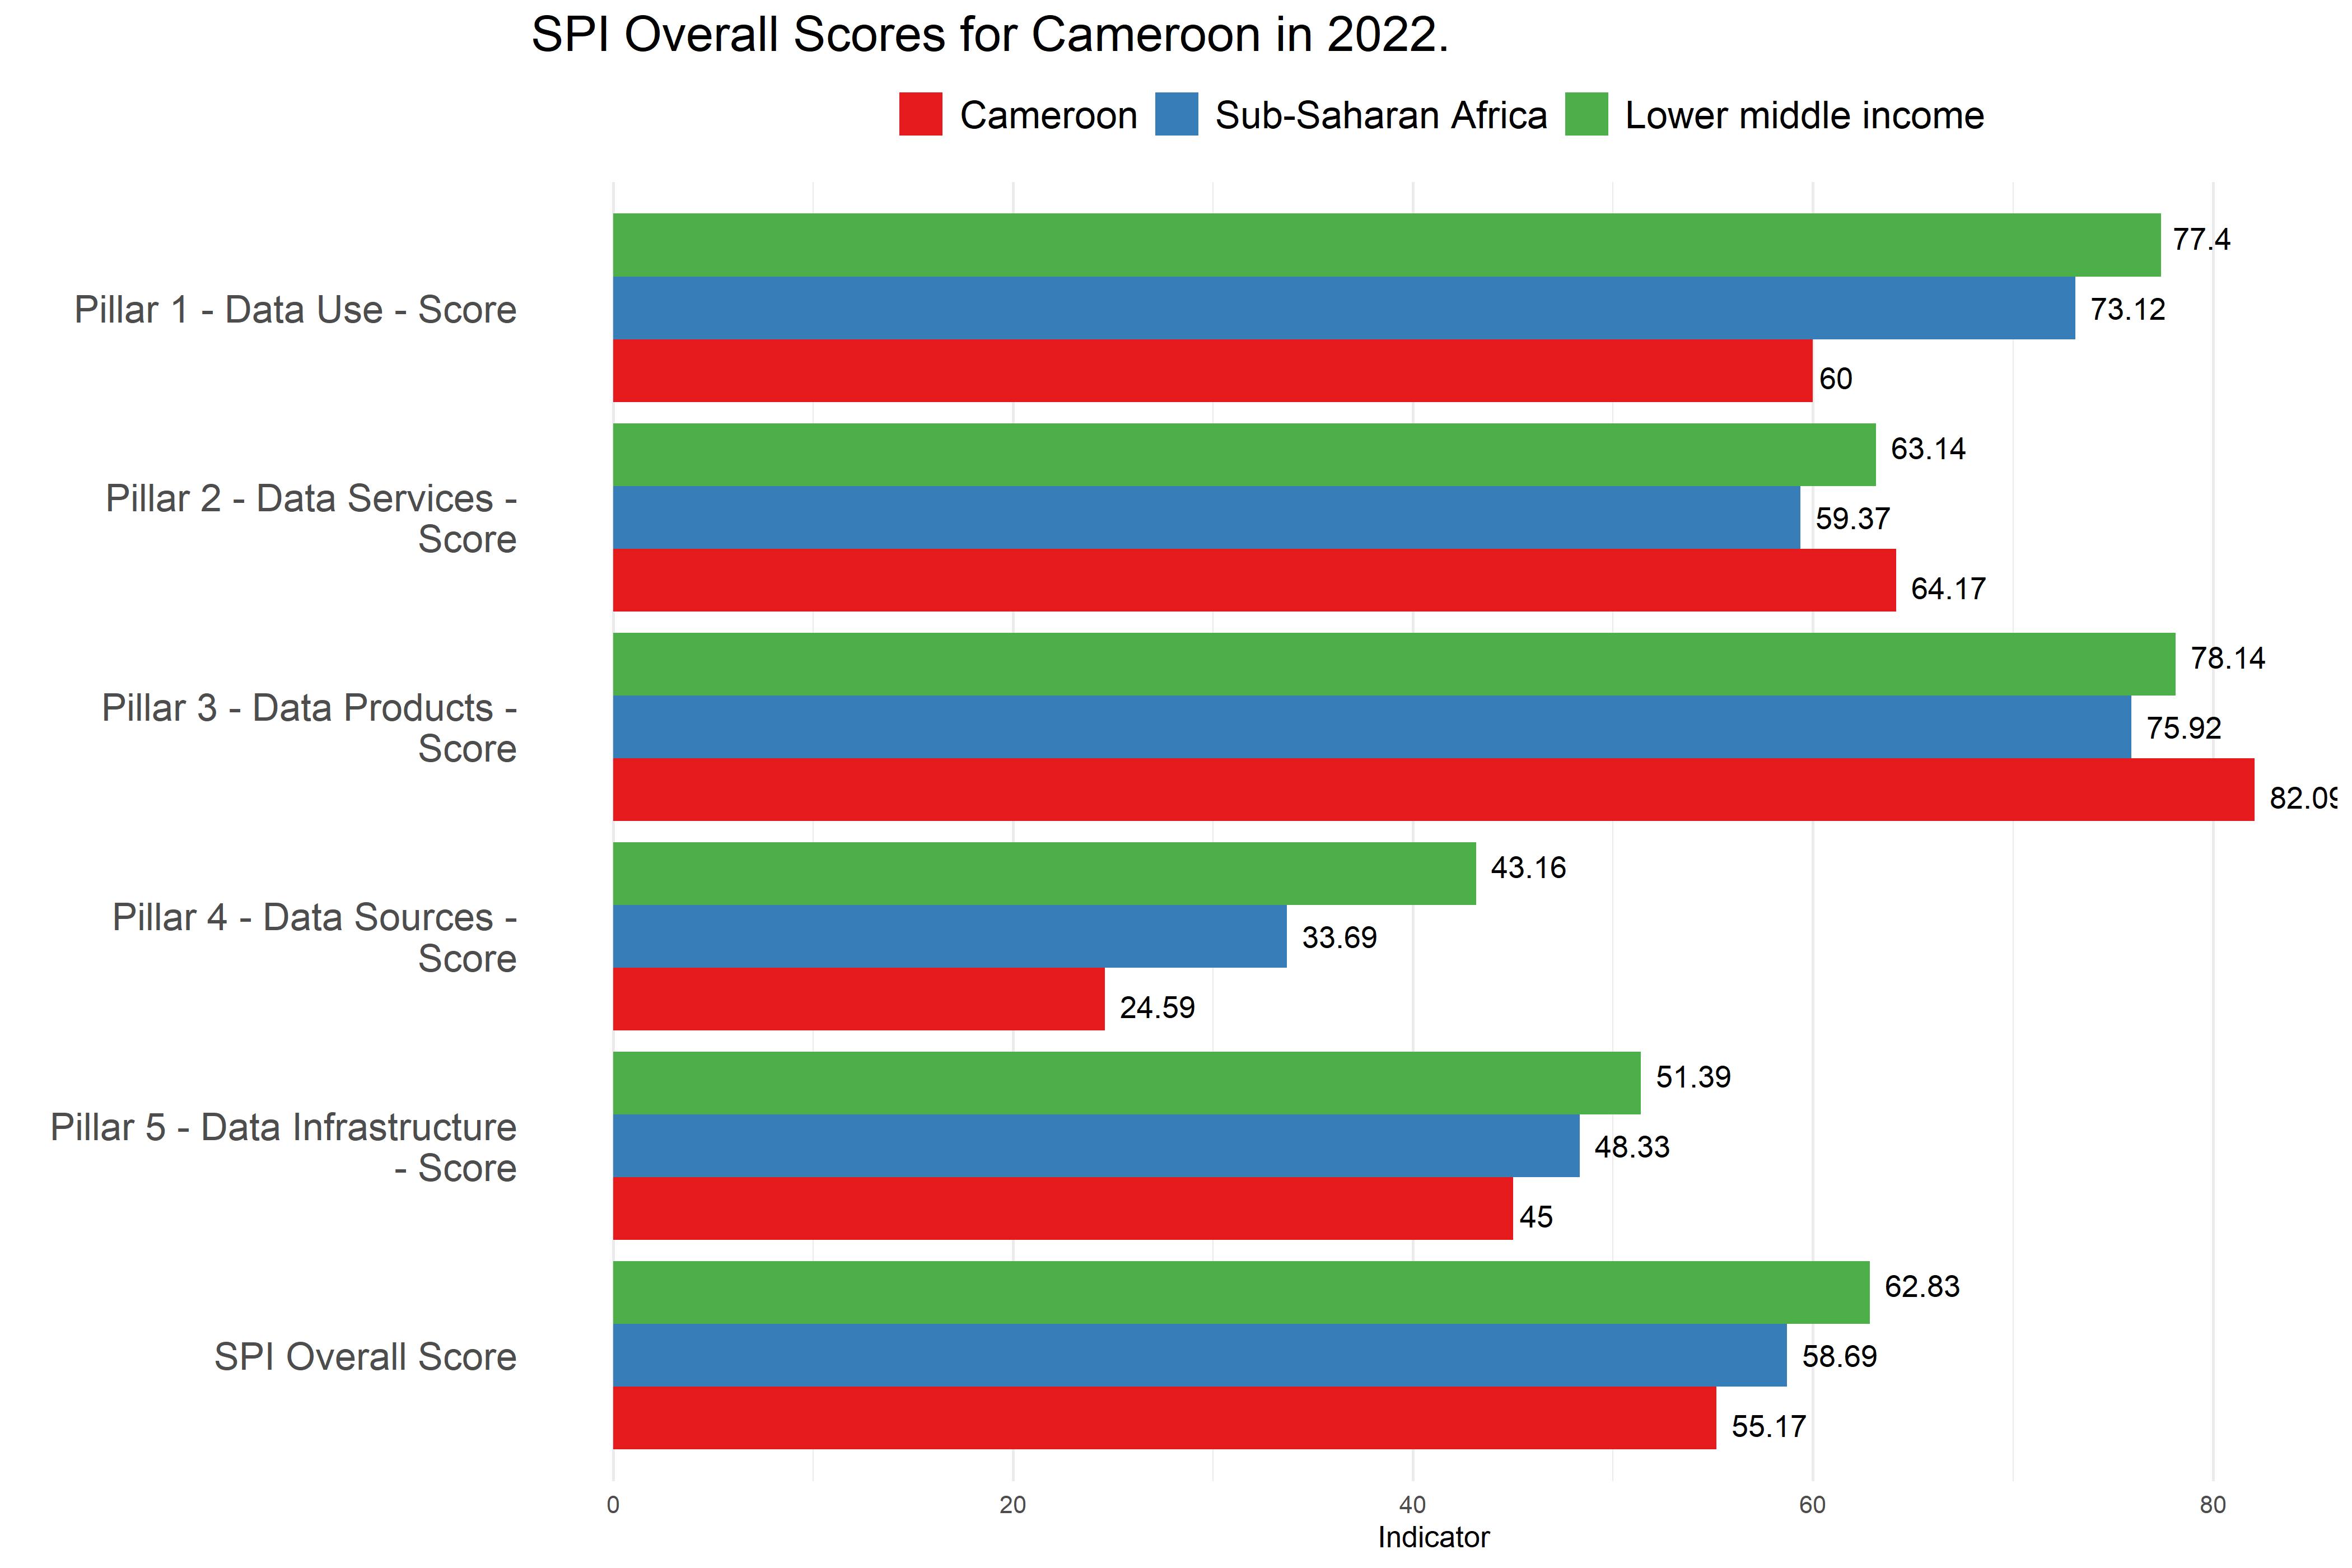 SPI Overall Scores for Cameroon in 2022.
Cameroon Sub-Saharan Africa Lower middle income
Pillar 1 - Data Use - Score
77.4
73.12
60
Pillar 2 - Data Services -
Score
63.14
59.37
64.17
Pillar 3 - Data Products -
Score
78.14
75.92
82.09
Pillar 4 - Data Sources -
Score
43.16
33.69
24.59
Pillar 5 - Data Infrastructure
- Score
51.39
48.33
45
SPI Overall Score
62.83
58.69
55.17
0 20 40 60 80
Indicator